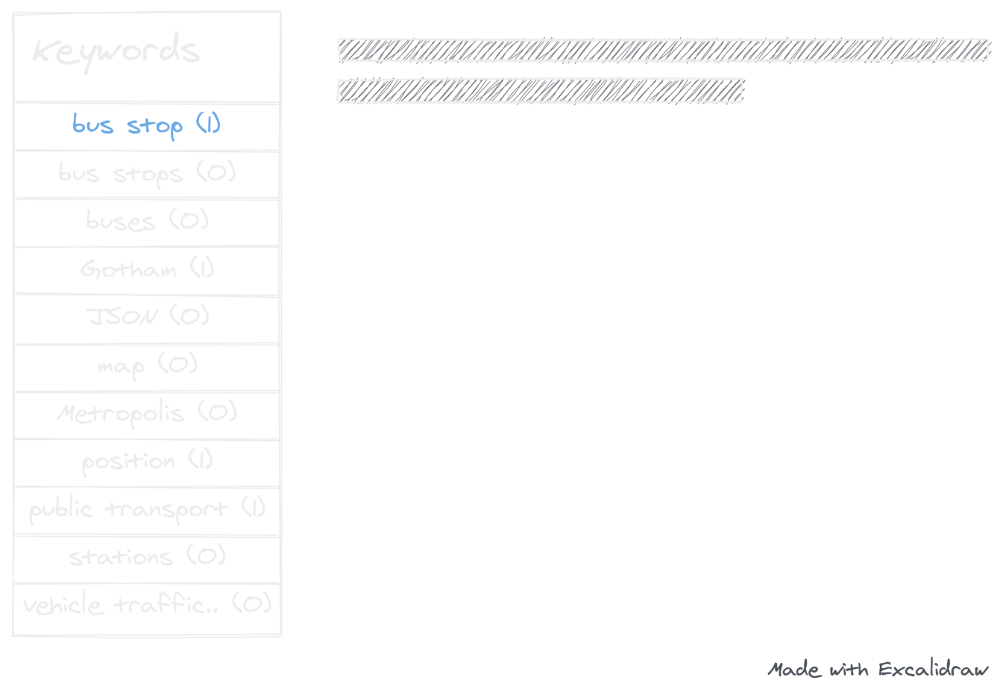 Keywords
bus stop (1)
bus stops (0)
buses (0)
Gotham (1)
JSON (0)
map (0)
Metropolis (0)
position (1)
public transport (1)
stations (0)
vehicle traffic.. (0)
Made with Excalidraw